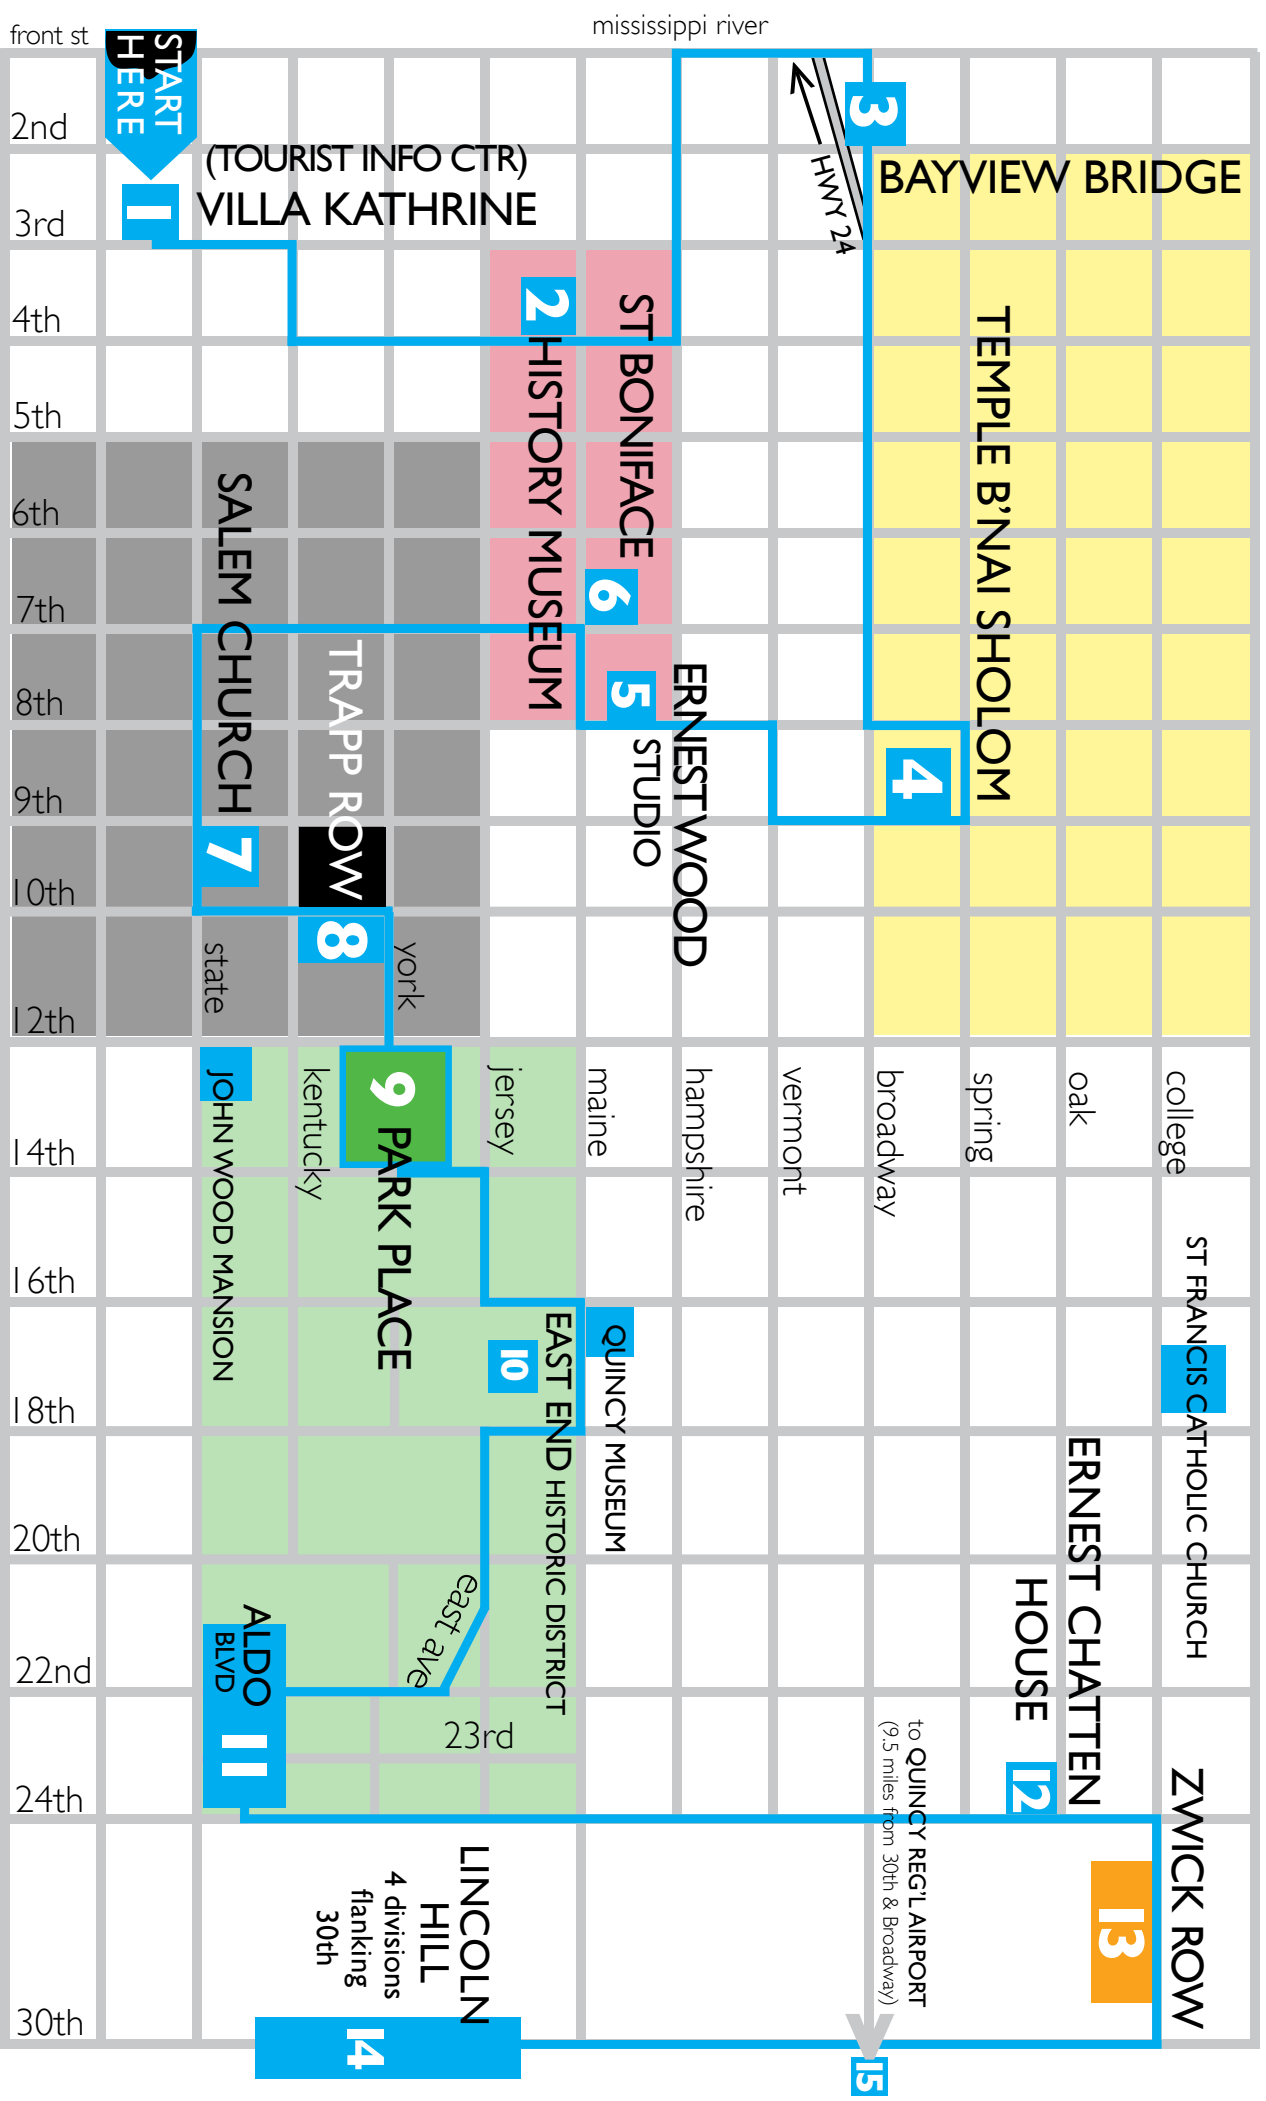 mississippi river
front st
START
HERE
2nd
3rd
4th
5th
6th
7th
8th
9th
10th
12th
14th
16th
18th
20th
22nd
24th
30th
1
(TOURIST INFO CTR)
VILLA KATHRINE
2
HISTORY MUSEUM
3
BAYVIEW BRIDGE
HWY 24
4
TEMPLE B’NAI SHOLOM
5
ERNEST WOOD
STUDIO
6
ST BONIFACE
7
SALEM CHURCH
TRAPP ROW
8
state
york
kentucky
jersey
maine
hampshire
vermont
broadway
spring
oak
college
9 PARK PLACE
JOHN WOOD MANSION
10
EAST END HISTORIC DISTRICT
QUINCY MUSEUM
ST FRANCIS CATHOLIC CHURCH
east ave
23rd
ALDO
BLVD
11
ERNEST CHATTEN
HOUSE
12
ZWICK ROW
13
LINCOLN
HILL
4 divisions
flanking
30th
14
to QUINCY REG’L AIRPORT
(9.5 miles from 30th & Broadway)
15